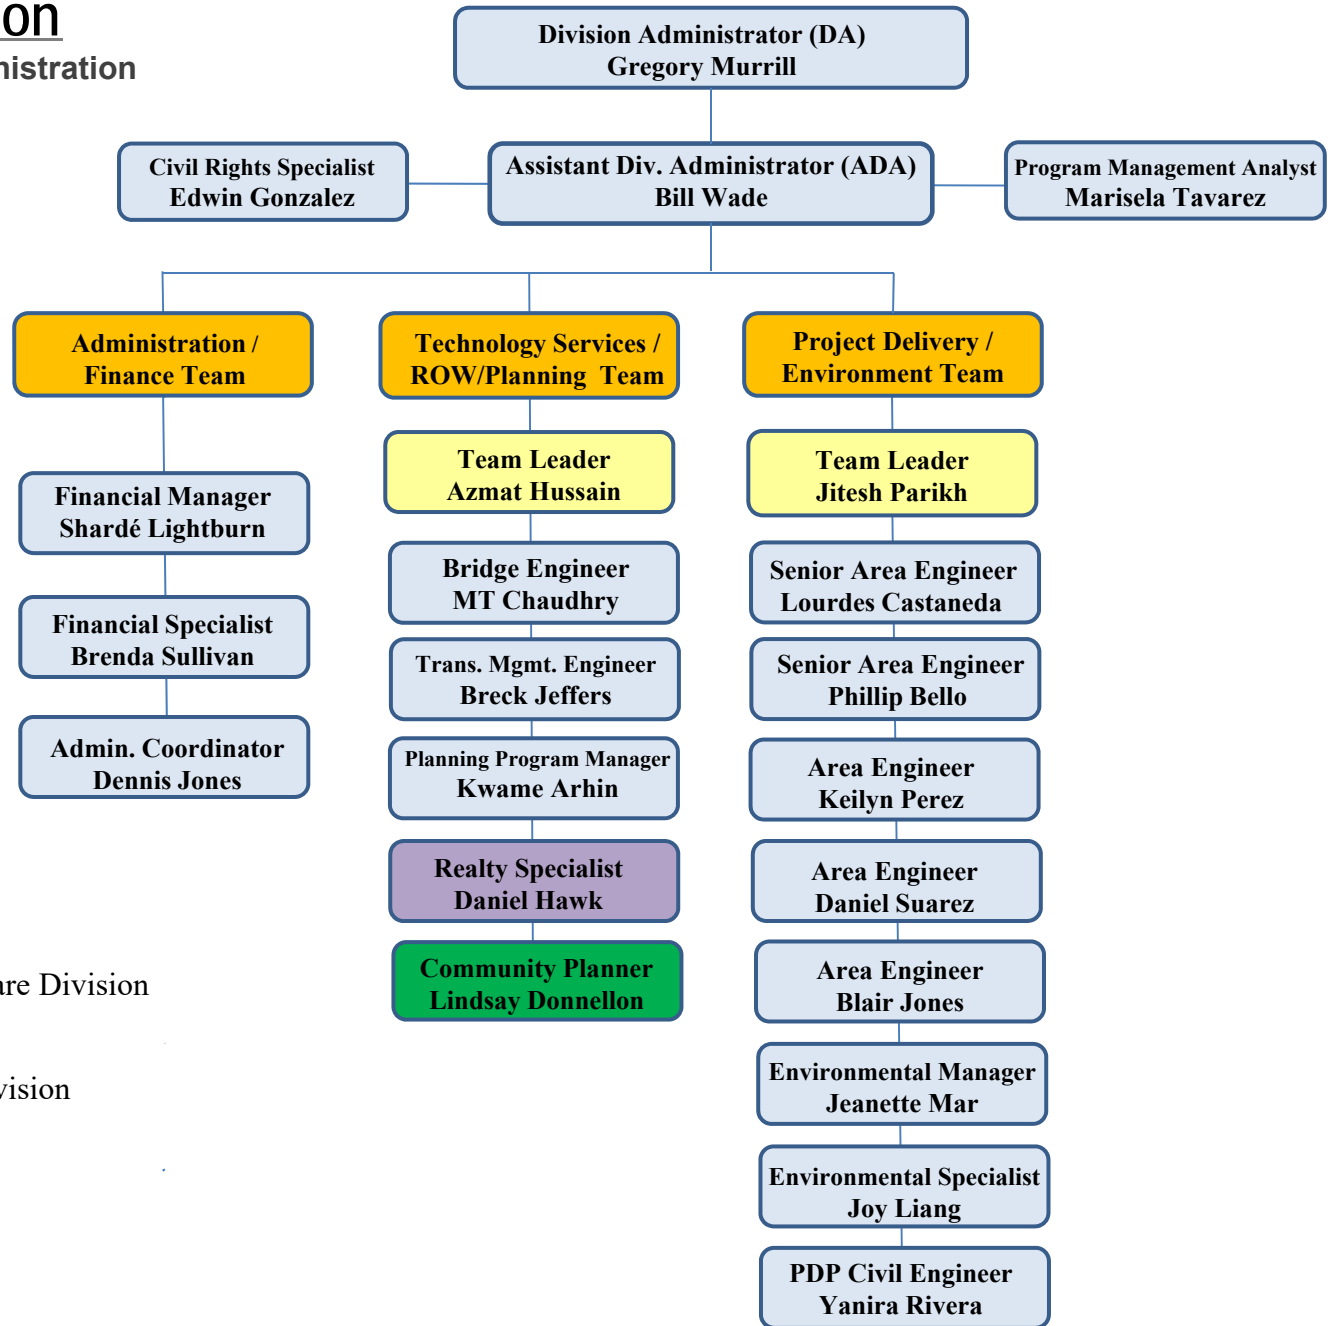 on
nistration
Division Administrator (DA)
Gregory Murrill
Civil Rights Specialist
Edwin Gonzalez
Assistant Div. Administrator (ADA)
Bill Wade
Program Management Analyst
Marisela Tavarez
Administration /
Finance Team
Financial Manager
Shardé Lightburn
Financial Specialist
Brenda Sullivan
Admin. Coordinator
Dennis Jones
Technology Services /
ROW/Planning Team
Team Leader
Azmat Hussain
Bridge Engineer
MT Chaudhry
Trans. Mgmt. Engineer
Breck Jeffers
Planning Program Manager
Kwame Arhin
Realty Specialist
Daniel Hawk
Community Planner
Lindsay Donnellon
Project Delivery /
Environment Team
Team Leader
Jitesh Parikh
Senior Area Engineer
Lourdes Castaneda
Senior Area Engineer
Phillip Bello
Area Engineer
Keilyn Perez
Area Engineer
Daniel Suarez
Area Engineer
Blair Jones
Environmental Manager
Jeanette Mar
Environmental Specialist
Joy Liang
PDP Civil Engineer
Yanira Rivera
are Division
vision